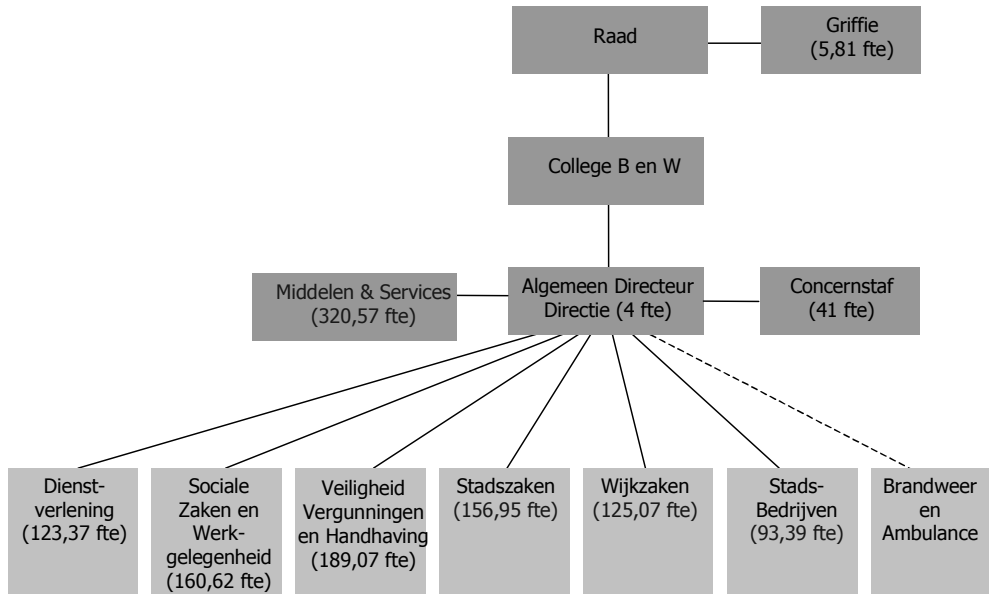 Raad
Griffie
(5,81 fte)
College B en W
Middelen & Services
(320,57 fte)
Algemeen Directeur
Directie (4 fte)
Concernstaf
(41 fte)
Dienst-
verlening
(123,37 fte)
Sociale
Zaken en
Werk-
gelegenheid
(160,62 fte)
Veiligheid
Vergunningen
en Handhaving
(189,07 fte)
Stadszaken
(156,95 fte)
Wijkzaken
(125,07 fte)
Stads-
Bedrijven
(93,39 fte)
Brandweer
en
Ambulance